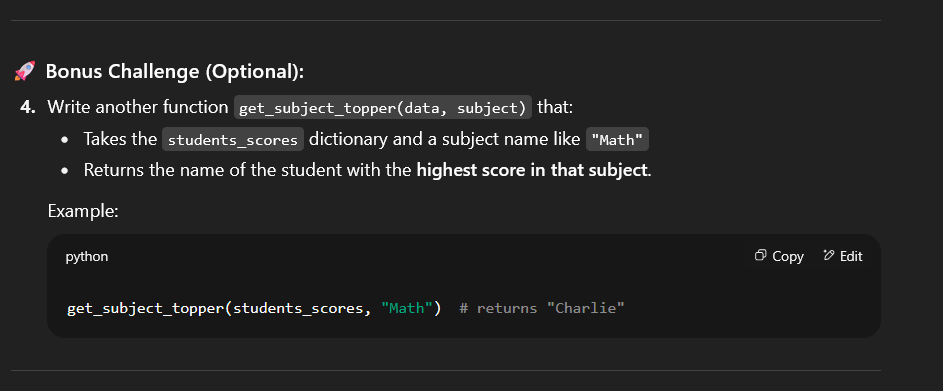 🚀 Bonus Challenge (Optional):
4. Write another function get_subject_topper(data, subject) that:
• Takes the students_scores dictionary and a subject name like "Math"
• Returns the name of the student with the highest score in that subject.
Example:
python Copy Edit
get_subject_topper(students_scores, "Math")  # returns "Charlie"